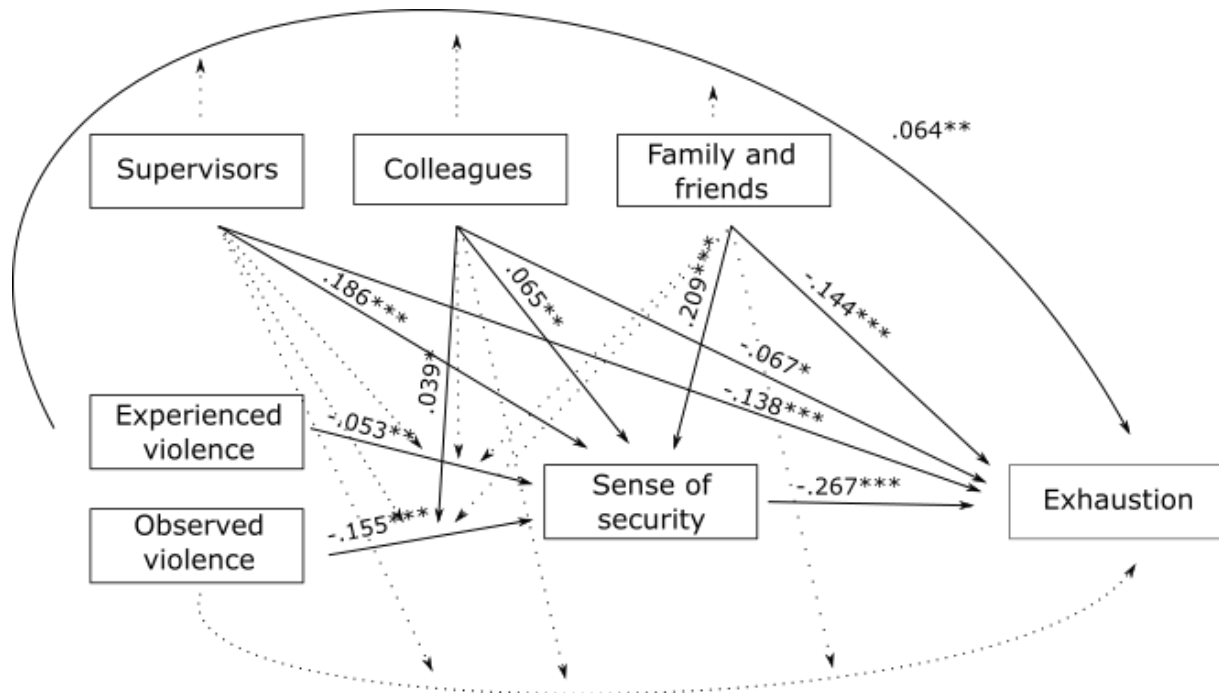 .064**
Supervisors
Colleagues
Family and
friends
.186***
.065**
.209***
-.144***
-.067*
.039*
-.138***
Experienced
violence
-.053**
Sense of
security
-.267***
Exhaustion
Observed
violence
-.155***